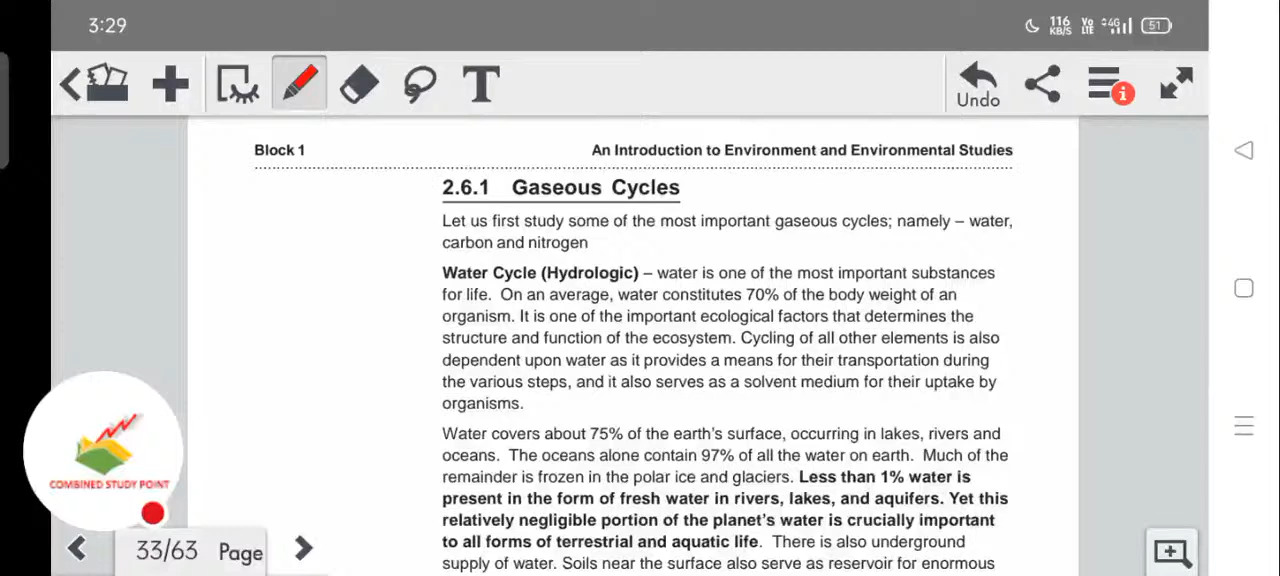 3:29
116 KB/S Vo LTE 4G 51
Undo
Block 1 An Introduction to Environment and Environmental Studies
2.6.1 Gaseous Cycles
Let us first study some of the most important gaseous cycles; namely – water,
carbon and nitrogen
Water Cycle (Hydrologic) – water is one of the most important substances
for life. On an average, water constitutes 70% of the body weight of an
organism. It is one of the important ecological factors that determines the
structure and function of the ecosystem. Cycling of all other elements is also
dependent upon water as it provides a means for their transportation during
the various steps, and it also serves as a solvent medium for their uptake by
organisms.
Water covers about 75% of the earth's surface, occurring in lakes, rivers and
oceans. The oceans alone contain 97% of all the water on earth. Much of the
remainder is frozen in the polar ice and glaciers. Less than 1% water is
present in the form of fresh water in rivers, lakes, and aquifers. Yet this
relatively negligible portion of the planet's water is crucially important
to all forms of terrestrial and aquatic life. There is also underground
supply of water. Soils near the surface also serve as reservoir for enormous
COMBINED STUDY POINT
33/63 Page